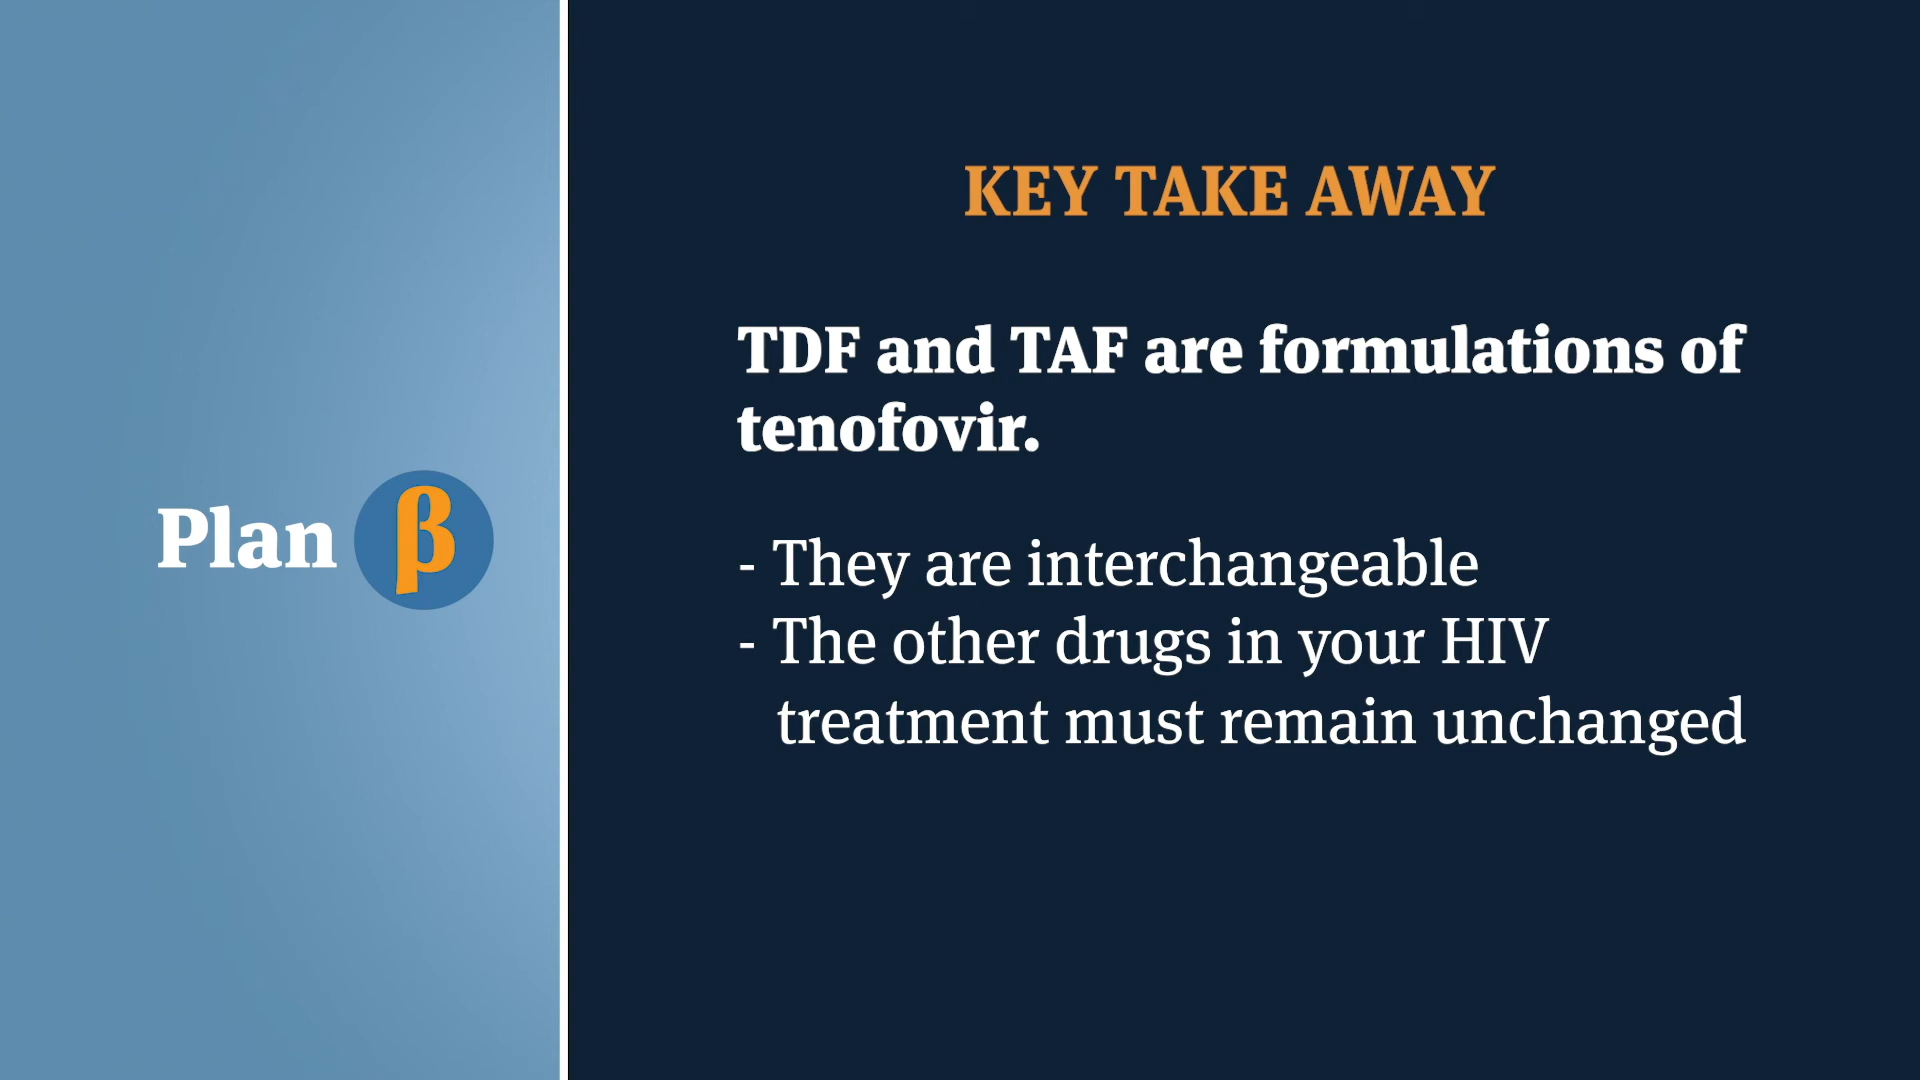 Plan β
KEY TAKE AWAY
TDF and TAF are formulations of
tenofovir.
- They are interchangeable
- The other drugs in your HIV
treatment must remain unchanged